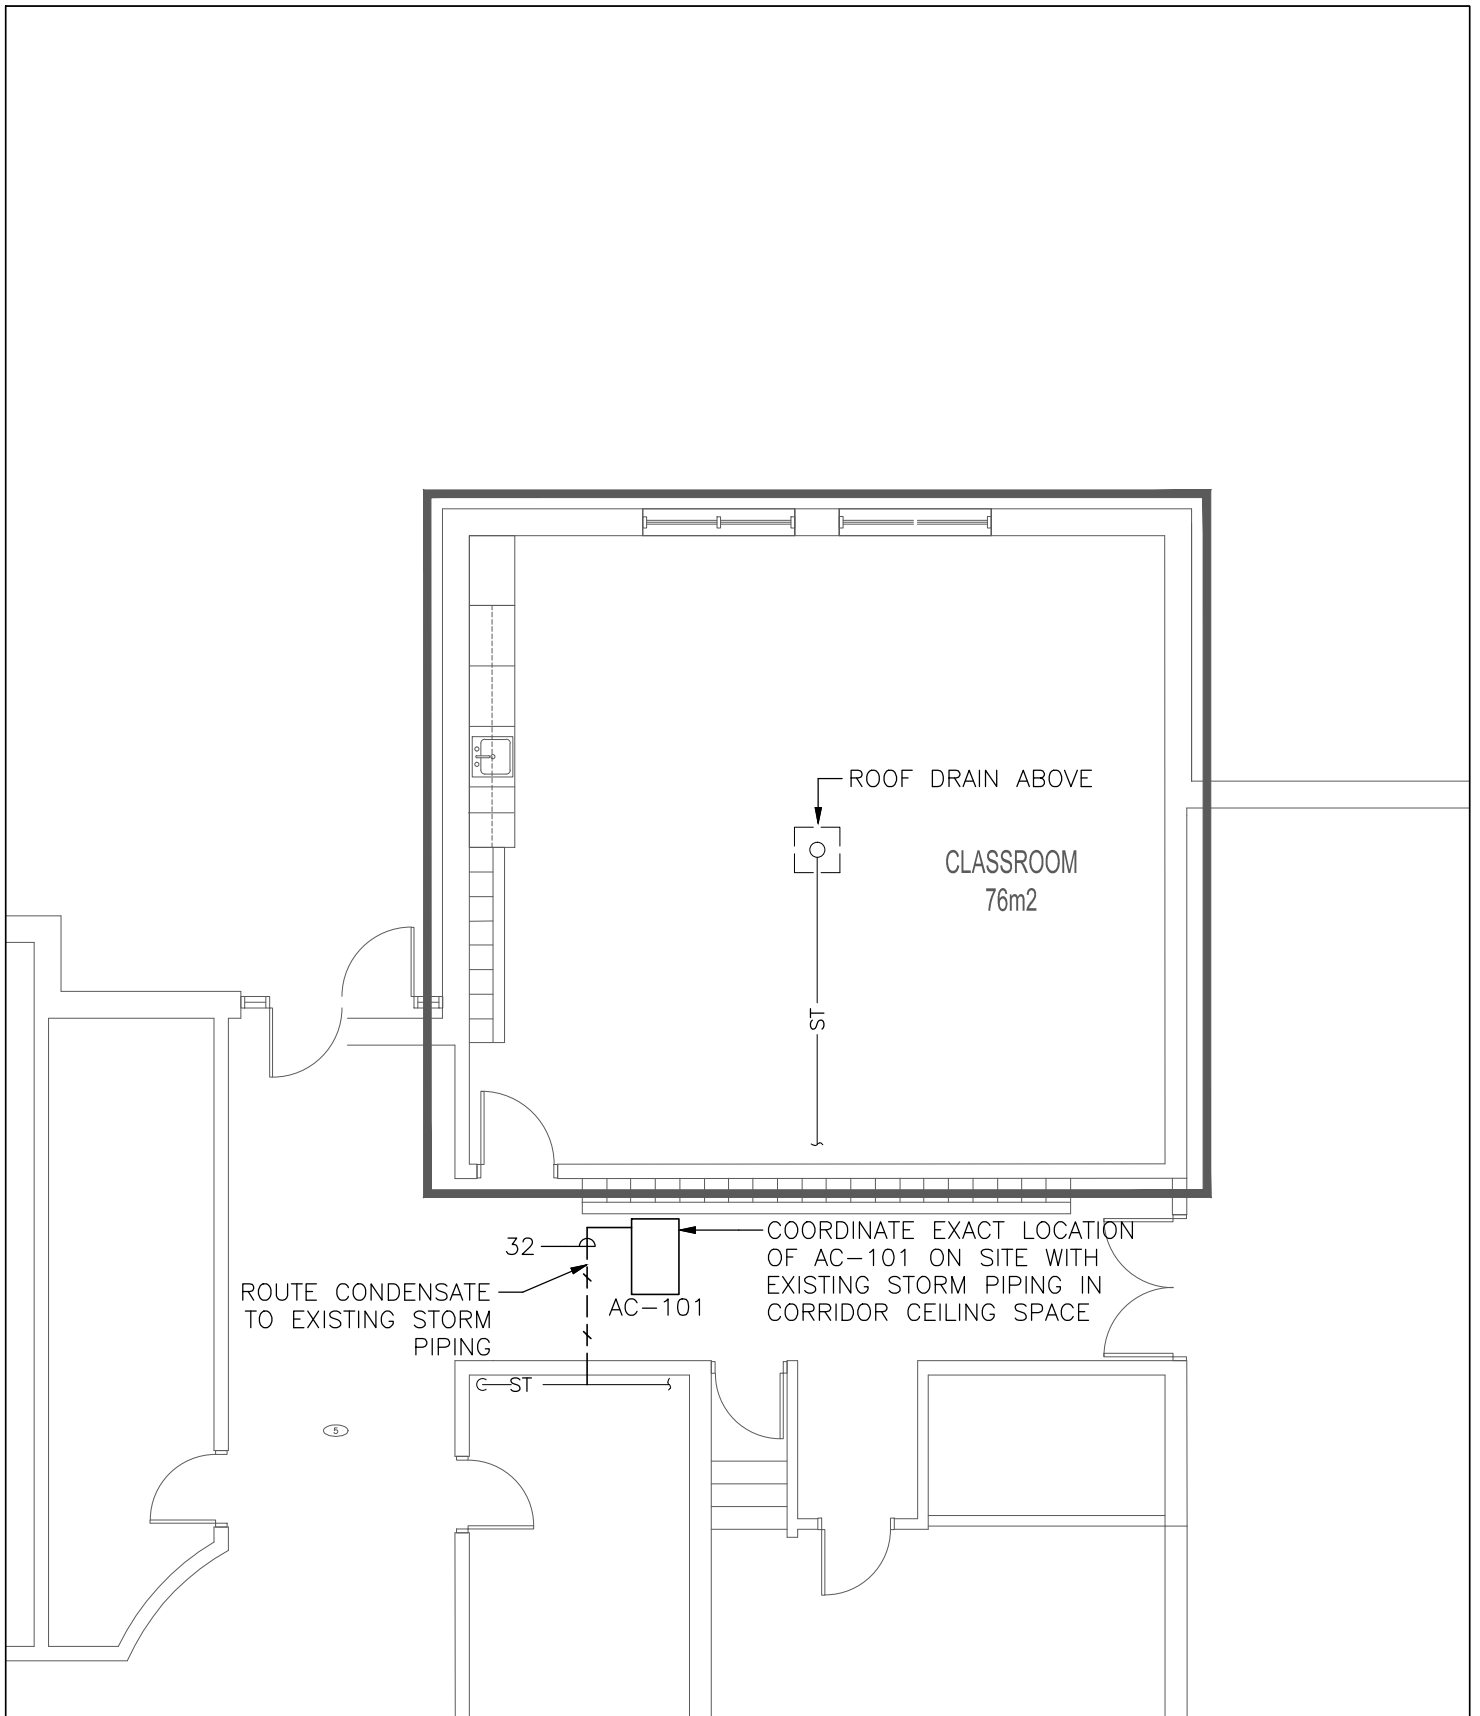 ROOF DRAIN ABOVE
CLASSROOM
76m2
ST
32
ROUTE CONDENSATE
TO EXISTING STORM
PIPING
AC-101
COORDINATE EXACT LOCATION
OF AC-101 ON SITE WITH
EXISTING STORM PIPING IN
CORRIDOR CEILING SPACE
ST
5